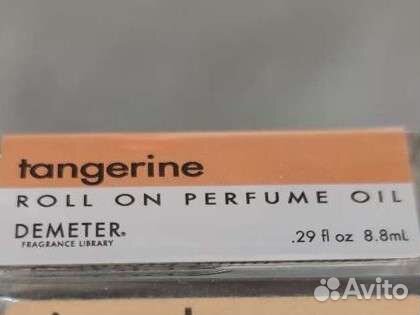 tangerine
ROLL ON PERFUME OIL
DEMETER®
FRAGRANCE LIBRARY
.29 fl oz 8.8mL
Avito